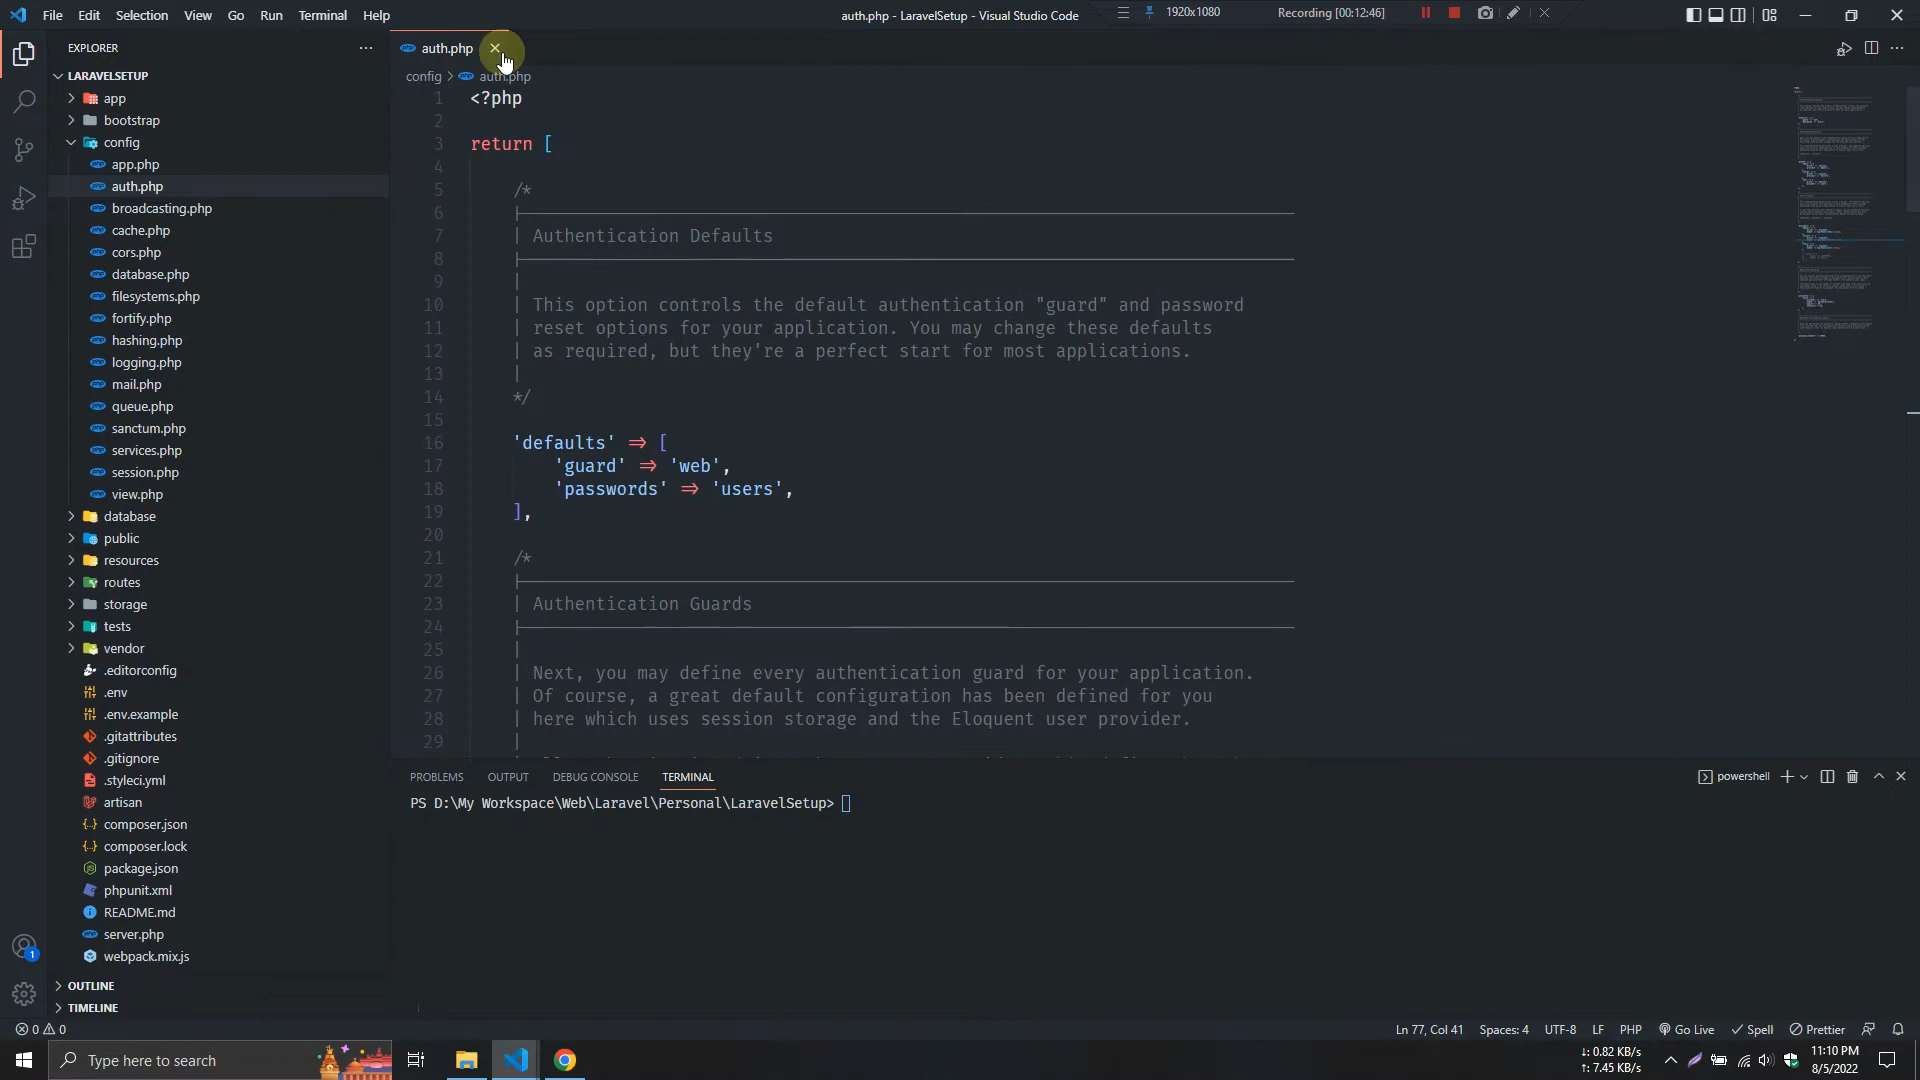 File Edit Selection View Go Run Terminal Help
auth.php - LaravelSetup - Visual Studio Code
1920x1080
Recording [00:12:46]
EXPLORER
LARAVELSETUP
app
bootstrap
config
app.php
auth.php
broadcasting.php
cache.php
cors.php
database.php
filesystems.php
fortify.php
hashing.php
logging.php
mail.php
queue.php
sanctum.php
services.php
session.php
view.php
database
public
resources
routes
storage
tests
vendor
.editorconfig
.env
.env.example
.gitattributes
.gitignore
.styleci.yml
artisan
composer.json
composer.lock
package.json
phpunit.xml
README.md
server.php
webpack.mix.js
OUTLINE
TIMELINE
auth.php
config > auth.php
1 <?php
2
3 return [
4
5 /*
6 |--------------------------------------------------------------------------
7 | Authentication Defaults
8 |--------------------------------------------------------------------------
9 |
10 | This option controls the default authentication "guard" and password
11 | reset options for your application. You may change these defaults
12 | as required, but they're a perfect start for most applications.
13 |
14 */
15
16 'defaults' => [
17 'guard' => 'web',
18 'passwords' => 'users',
19 ],
20
21 /*
22 |--------------------------------------------------------------------------
23 | Authentication Guards
24 |--------------------------------------------------------------------------
25 |
26 | Next, you may define every authentication guard for your application.
27 | Of course, a great default configuration has been defined for you
28 | here which uses session storage and the Eloquent user provider.
29 |
PROBLEMS OUTPUT DEBUG CONSOLE TERMINAL
powershell
PS D:\My Workspace\Web\Laravel\Personal\LaravelSetup>
0 0
Ln 77, Col 41 Spaces: 4 UTF-8 LF PHP Go Live Spell Prettier
Type here to search
↓: 0.82 KB/s
↑: 7.45 KB/s
11:10 PM
8/5/2022
1